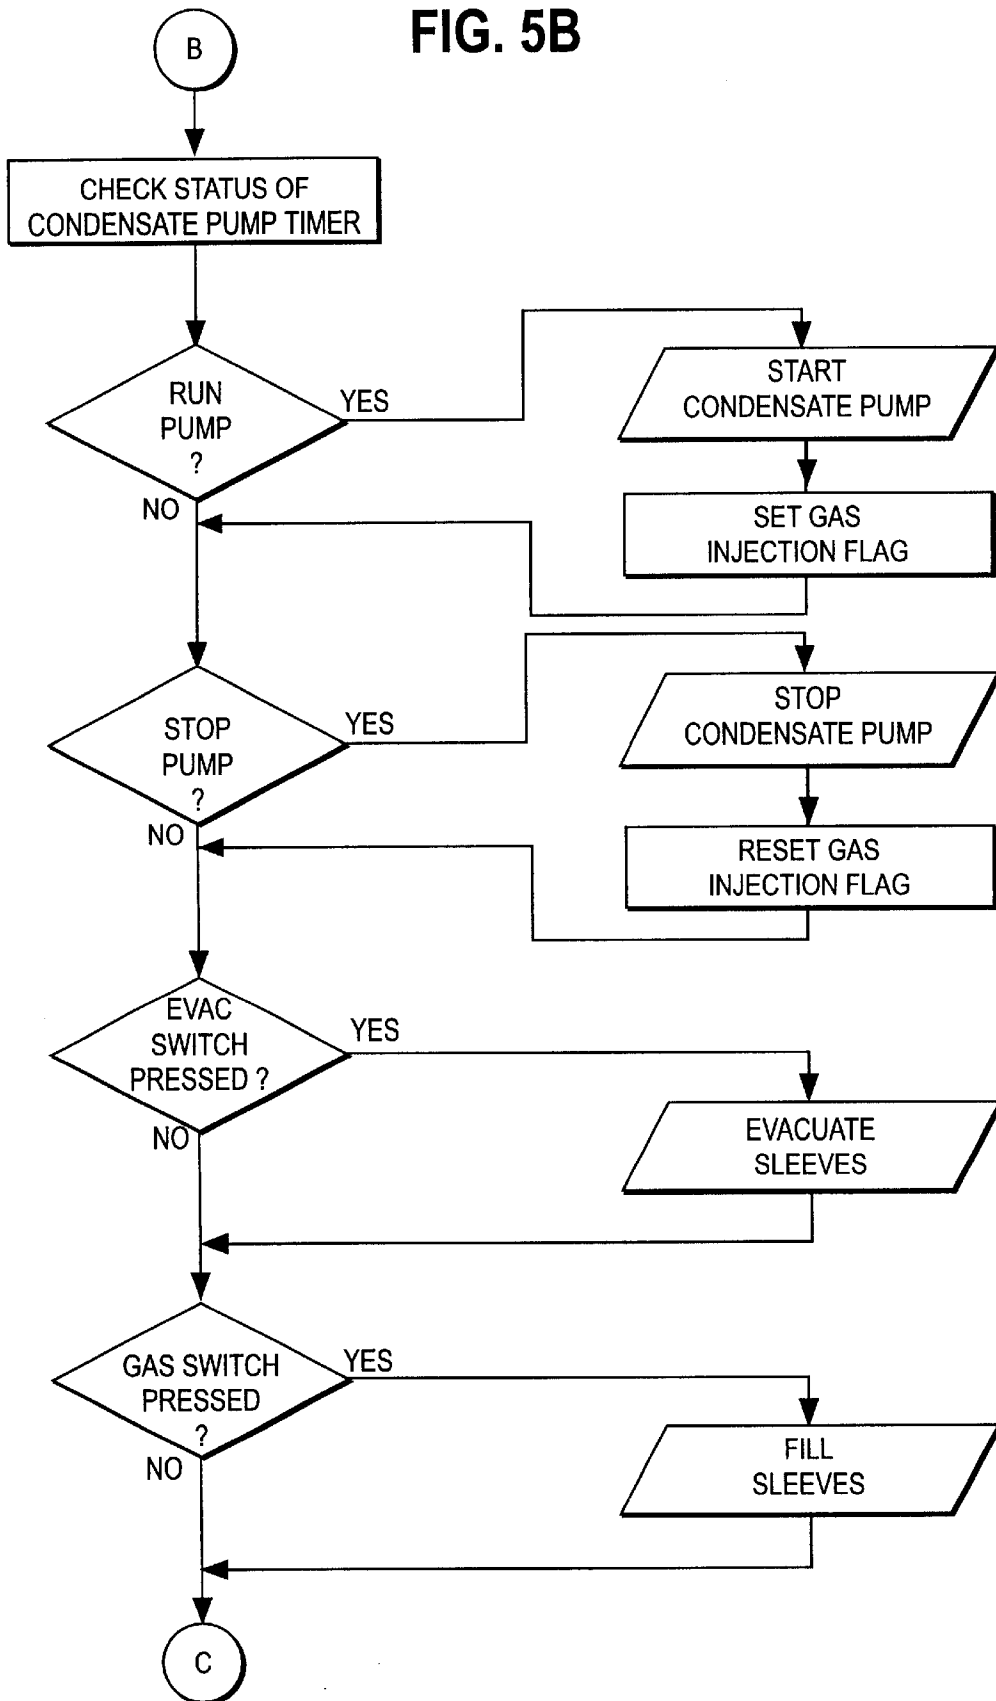 FIG. 5B
B
CHECK STATUS OF
CONDENSATE PUMP TIMER
RUN
PUMP
?
YES
NO
START
CONDENSATE PUMP
SET GAS
INJECTION FLAG
STOP
PUMP
?
YES
NO
STOP
CONDENSATE PUMP
RESET GAS
INJECTION FLAG
EVAC
SWITCH
PRESSED ?
YES
NO
EVACUATE
SLEEVES
GAS SWITCH
PRESSED
?
YES
NO
FILL
SLEEVES
C